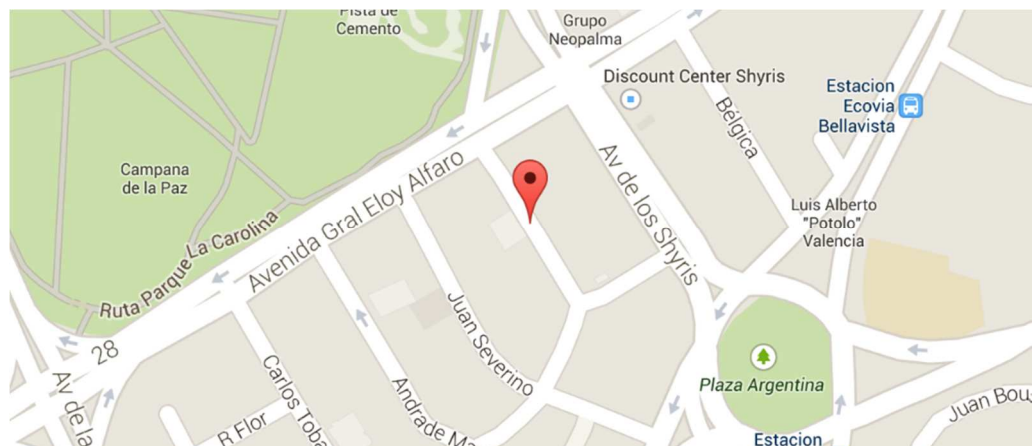 Pista de
Cemento
Grupo
Neopalma
Discount Center Shyris
Estacion
Ecovia
Bellavista
Bélgica
Campana
de la Paz
Avenida Gral Eloy Alfaro
Av de los Shyris
Luis Alberto
"Potolo"
Valencia
Ruta Parque La Carolina
28
Juan Severino
Plaza Argentina
Av de la
Carlos Toba
Andrade Ma
R Flor
Juan Bou
Estacion